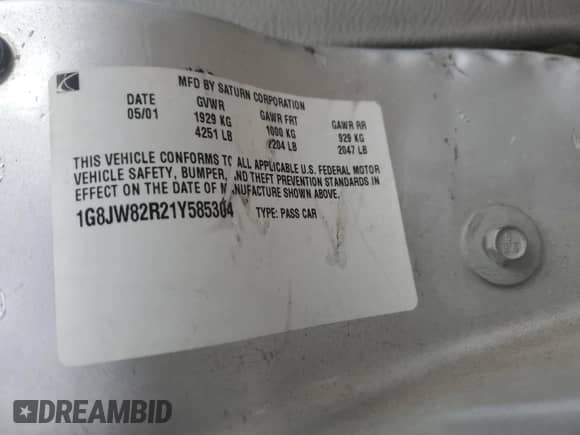 MFD BY SATURN CORPORATION
DATE GVWR GAWR FRT GAWR RR
05/01 1929 KG 1000 KG 929 KG
4251 LB 2204 LB 2047 LB
THIS VEHICLE CONFORMS TO ALL APPLICABLE U.S. FEDERAL MOTOR
VEHICLE SAFETY, BUMPER, AND THEFT PREVENTION STANDARDS IN
EFFECT ON THE DATE OF MANUFACTURE SHOWN ABOVE.
1G8JW82R21Y585304 TYPE: PASS CAR
DREAMBID